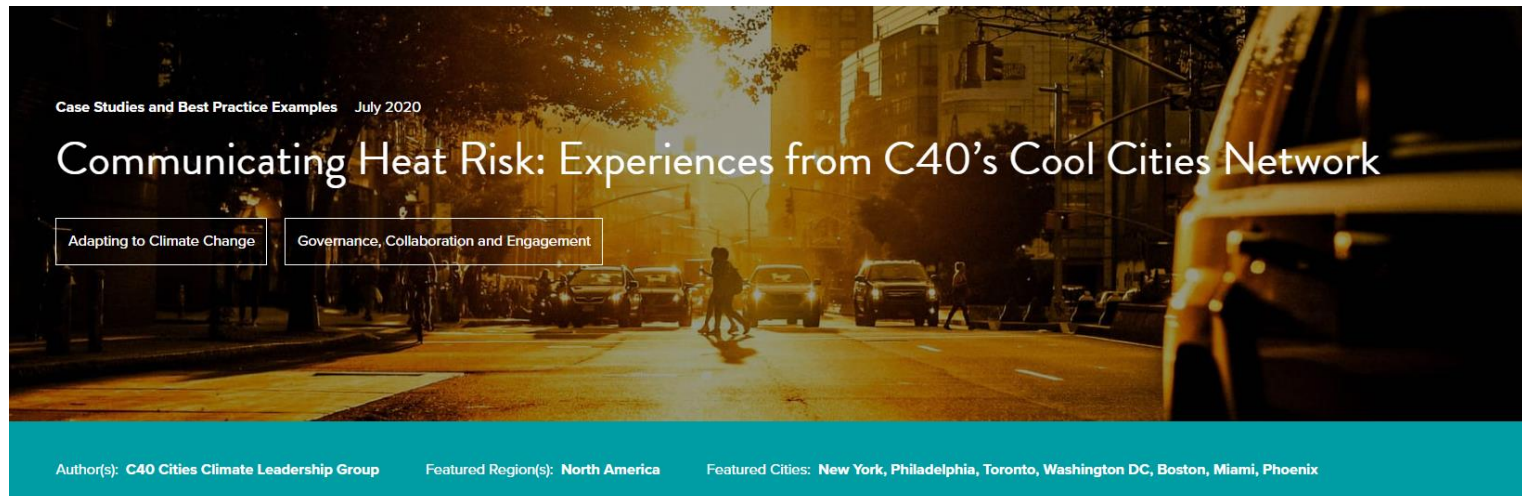 Case Studies and Best Practice Examples July 2020
Communicating Heat Risk: Experiences from C40’s Cool Cities Network
Adapting to Climate Change Governance, Collaboration and Engagement
Author(s): C40 Cities Climate Leadership Group Featured Region(s): North America Featured Cities: New York, Philadelphia, Toronto, Washington DC, Boston, Miami, Phoenix